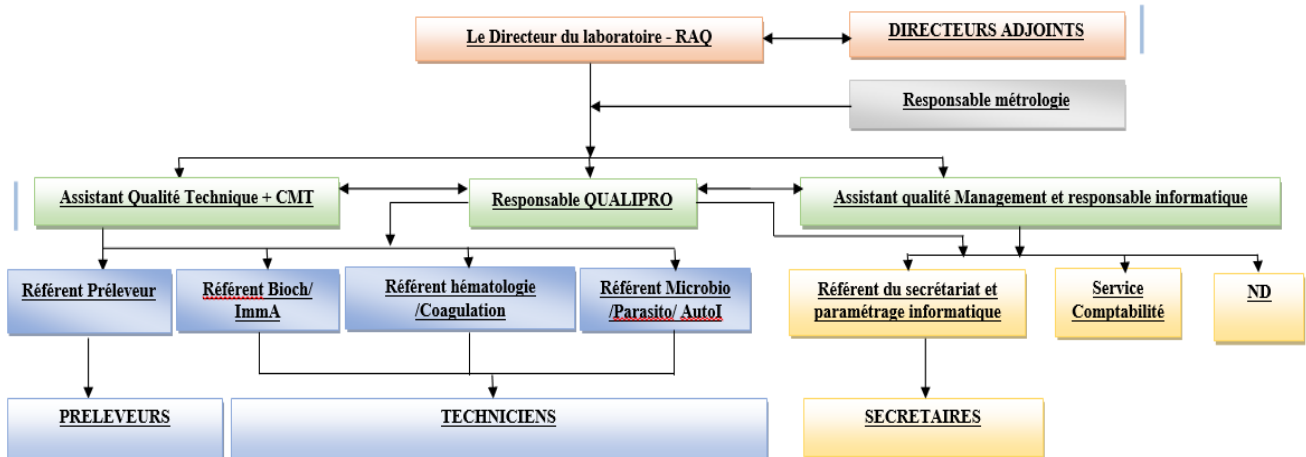 Le Directeur du laboratoire - RAQ
DIRECTEURS ADJOINTS
Responsable métrologie
Assistant Qualité Technique + CMT
Responsable QUALIPRO
Assistant qualité Management et responsable informatique
Référent Préleveur
Référent Bioch/
ImmA
Référent hématologie
/Coagulation
Référent Microbio
/Parasito/ AutoI
Référent du secrétariat et
paramétrage informatique
Service
Comptabilité
ND
PRELEVEURS
TECHNICIENS
SECRETAIRES